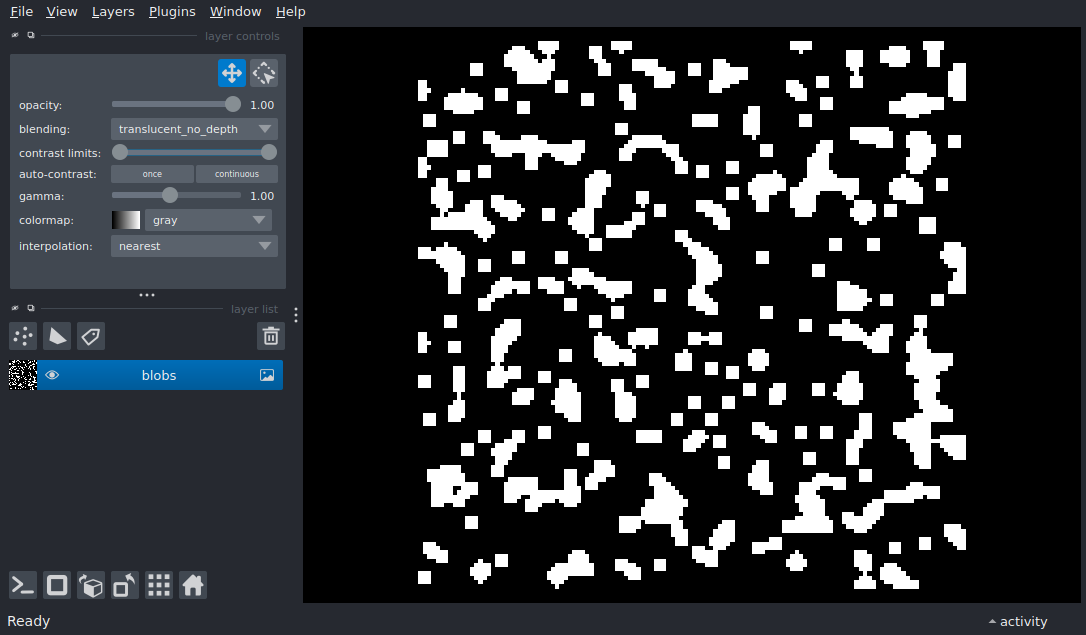 File View Layers Plugins Window Help
layer controls
opacity: 1.00
blending: translucent_no_depth
contrast limits:
auto-contrast: once continuous
gamma: 1.00
colormap: gray
interpolation: nearest
layer list
blobs
Ready
activity